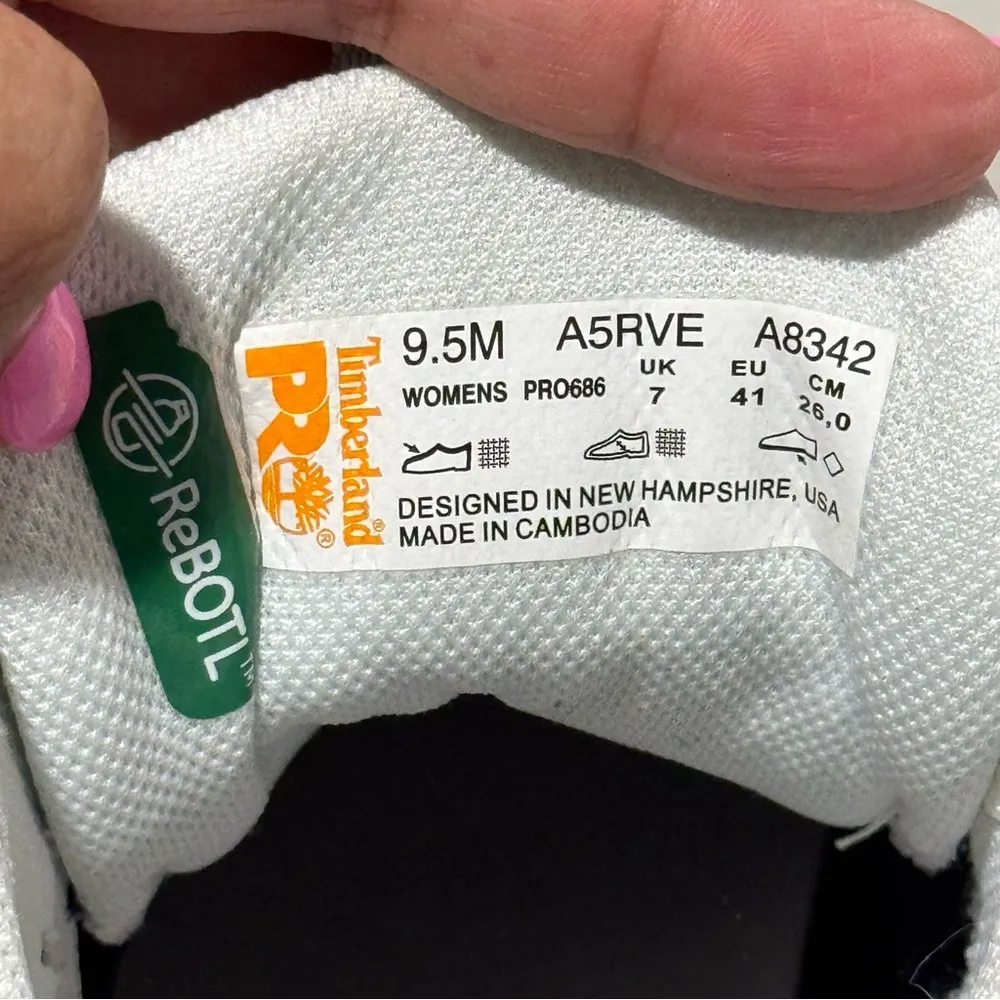 ReBOTL™
PRO
Timberland®
®
9.5M A5RVE A8342
WOMENS PRO686 UK 7 EU 41 CM 26,0
DESIGNED IN NEW HAMPSHIRE, USA
MADE IN CAMBODIA